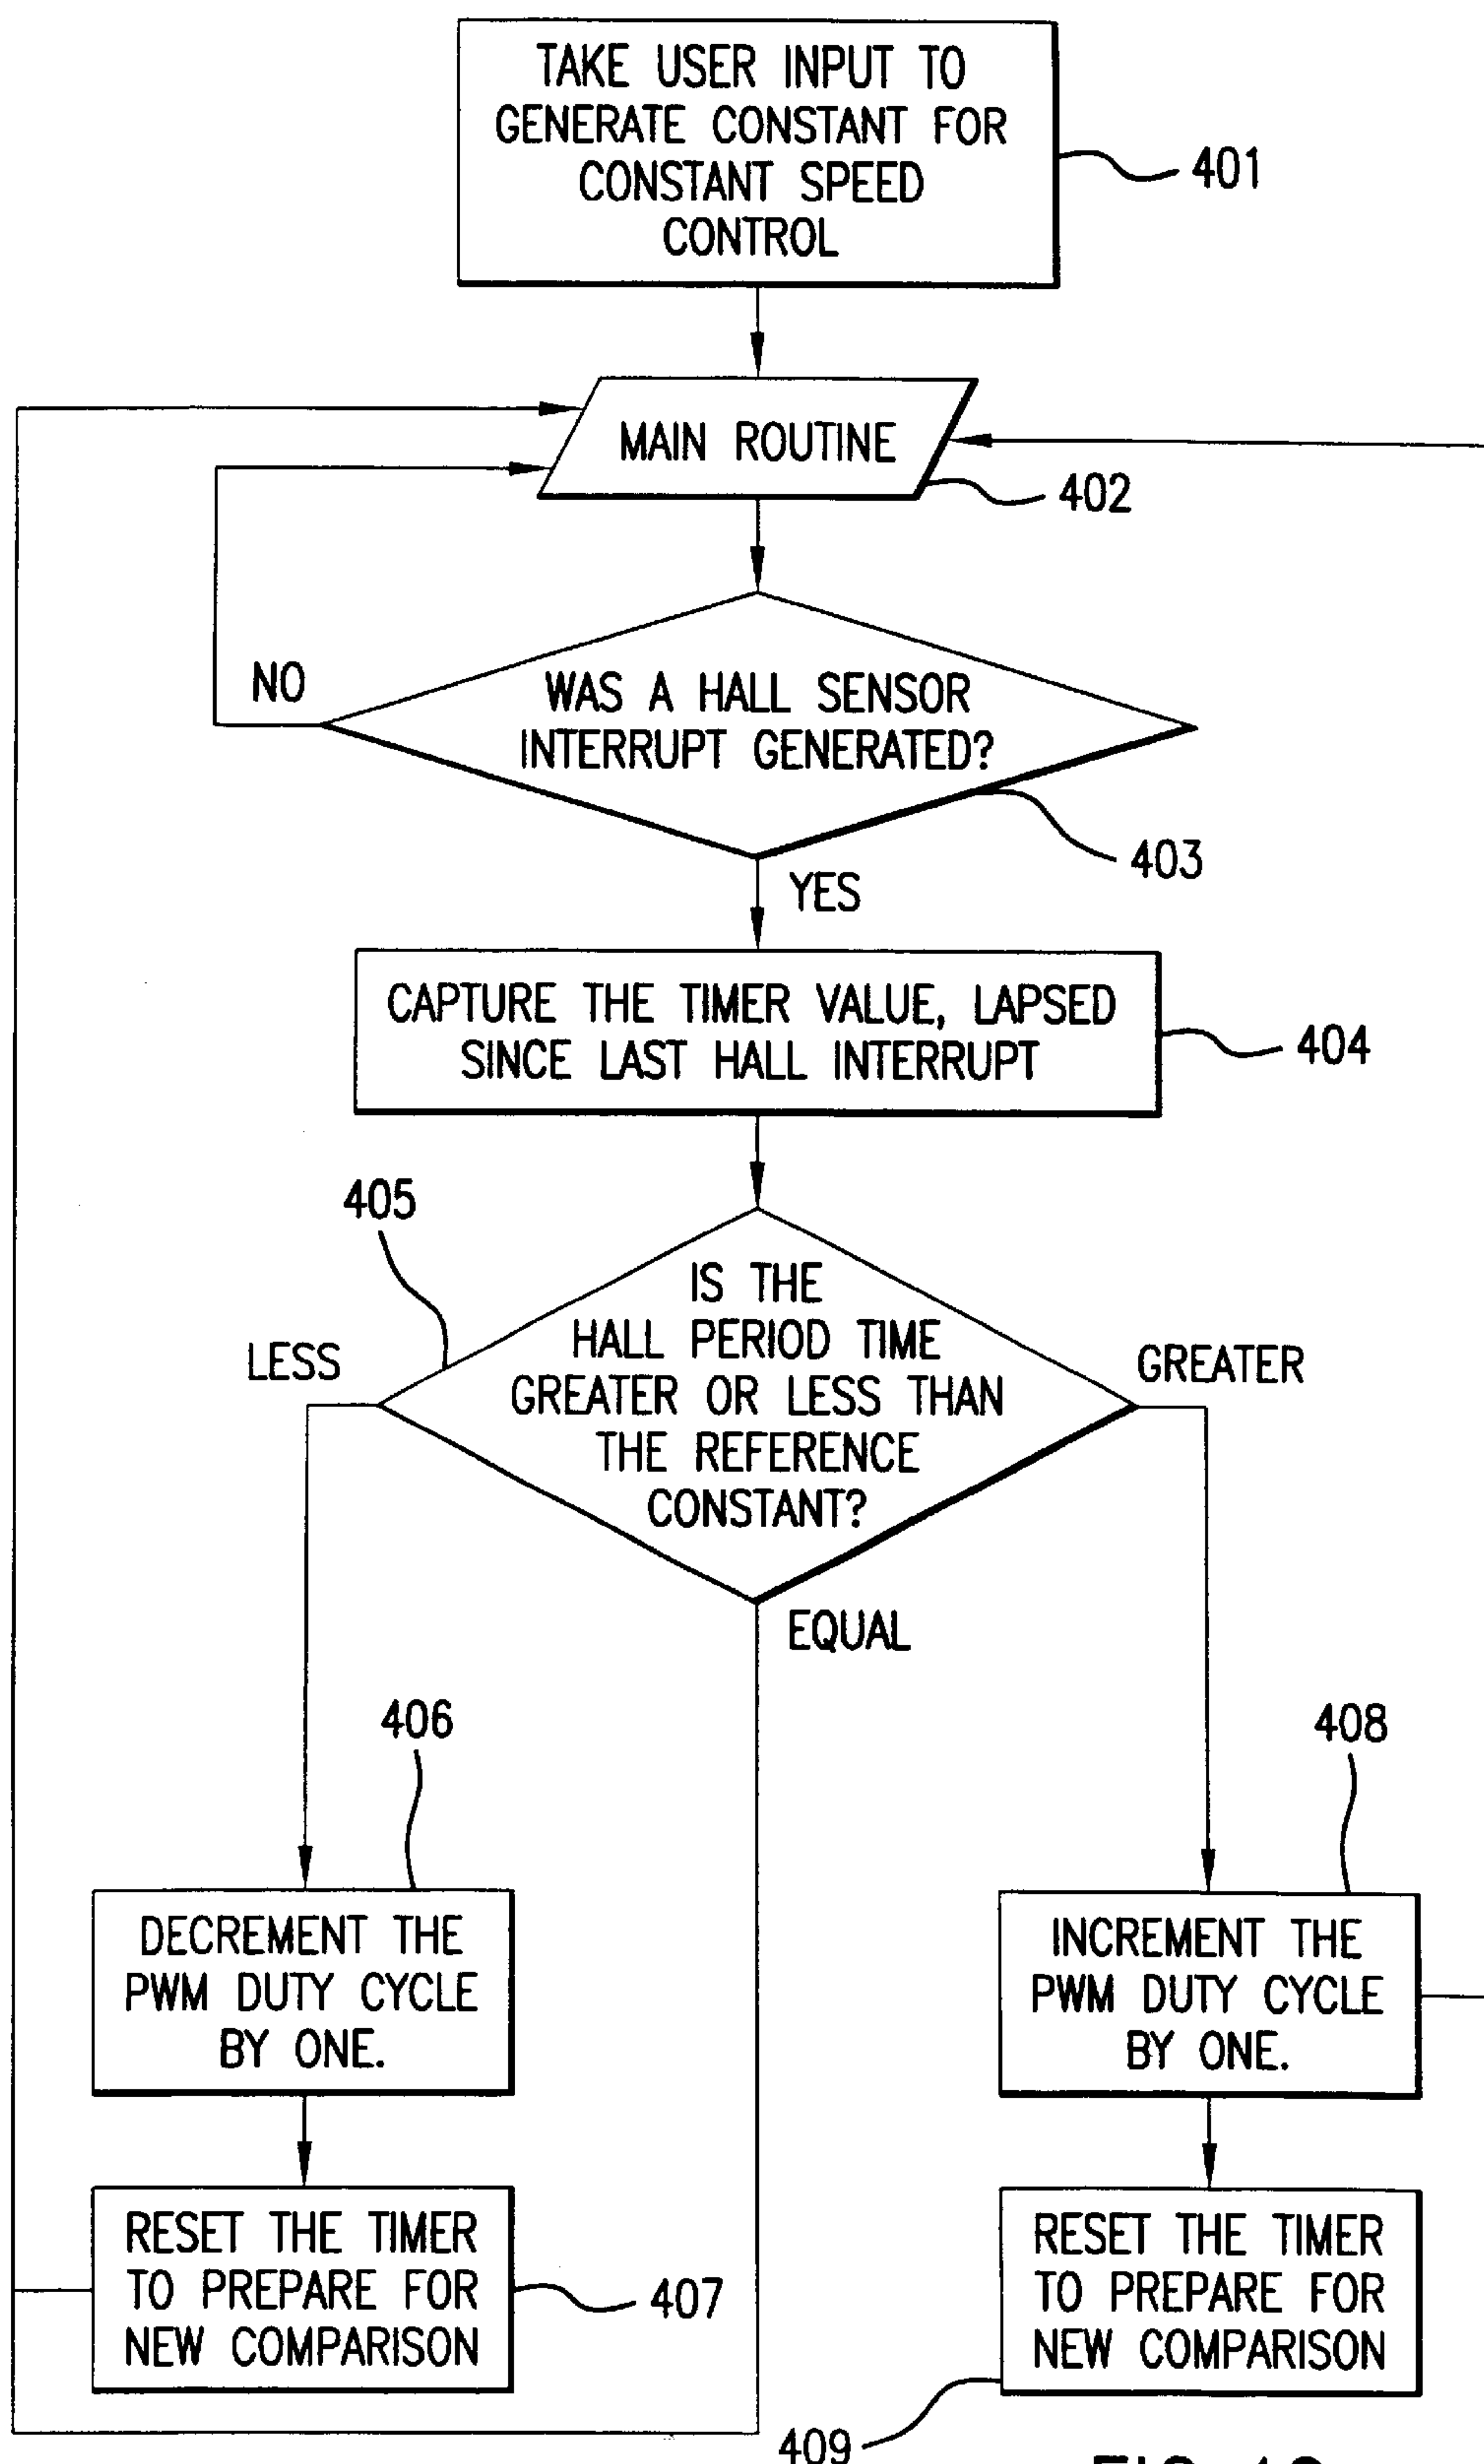 TAKE USER INPUT TO
GENERATE CONSTANT FOR
CONSTANT SPEED
CONTROL
401
MAIN ROUTINE
402
NO
WAS A HALL SENSOR
INTERRUPT GENERATED?
403
YES
CAPTURE THE TIMER VALUE, LAPSED
SINCE LAST HALL INTERRUPT
404
405
LESS
IS THE
HALL PERIOD TIME
GREATER OR LESS THAN
THE REFERENCE
CONSTANT?
GREATER
EQUAL
406
408
DECREMENT THE
PWM DUTY CYCLE
BY ONE.
INCREMENT THE
PWM DUTY CYCLE
BY ONE.
RESET THE TIMER
TO PREPARE FOR
NEW COMPARISON
407
RESET THE TIMER
TO PREPARE FOR
NEW COMPARISON
409